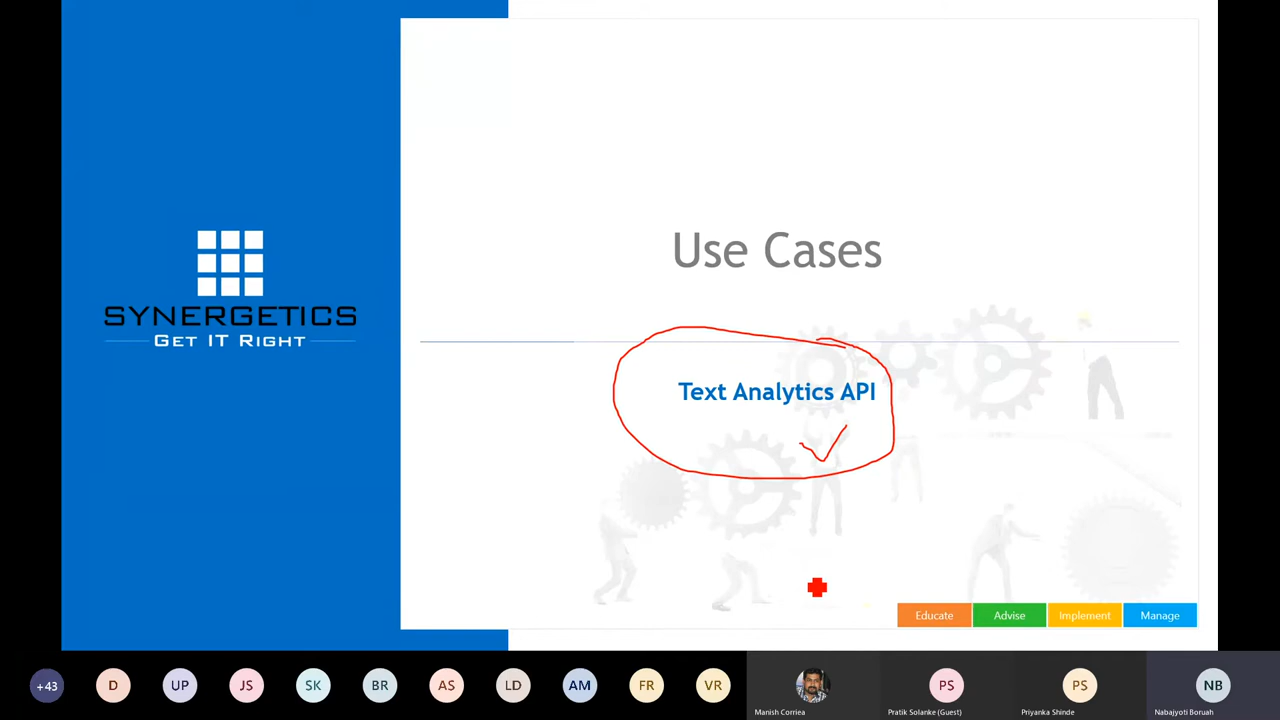 Use Cases
SYNERGETICS
GET IT RIGHT
Text Analytics API
Educate
Advise
Implement
Manage
+43
D
UP
JS
SK
BR
AS
LD
AM
FR
VR
Manish Corriea
PS
Pratik Solanke (Guest)
PS
Priyanka Shinde
NB
Nabajyoti Boruah